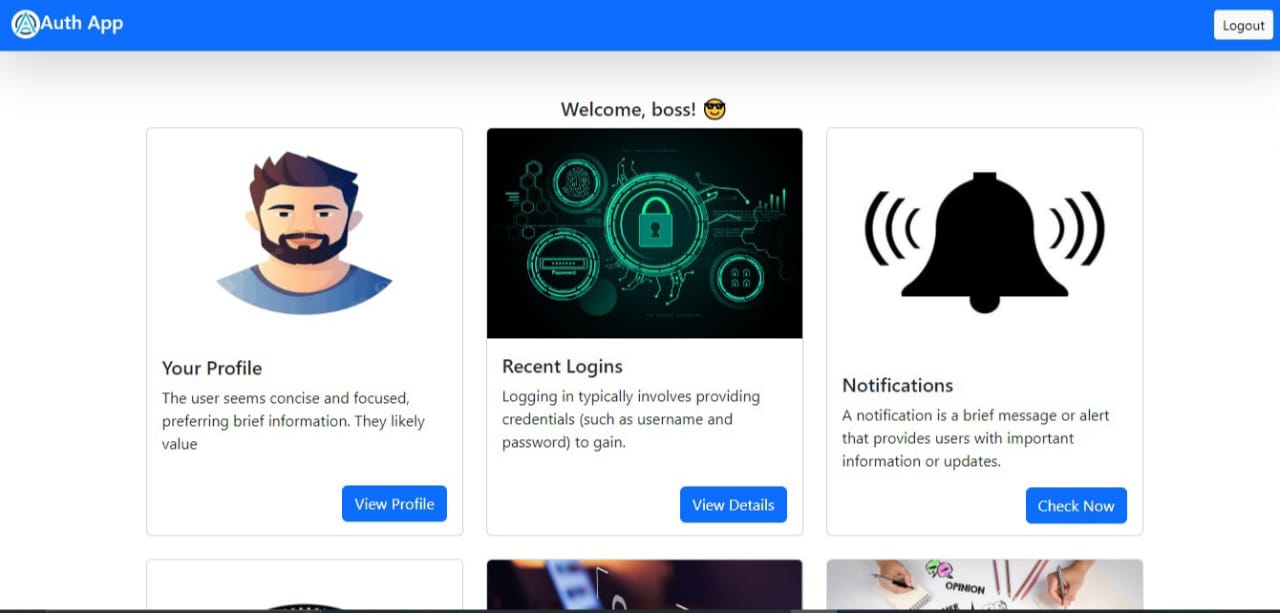 Auth App
Logout
Welcome, boss! 😎
Password
Your Profile
The user seems concise and focused,
preferring brief information. They likely
value
View Profile
Recent Logins
Logging in typically involves providing
credentials (such as username and
password) to gain.
View Details
Notifications
A notification is a brief message or alert
that provides users with important
information or updates.
Check Now
OPINION